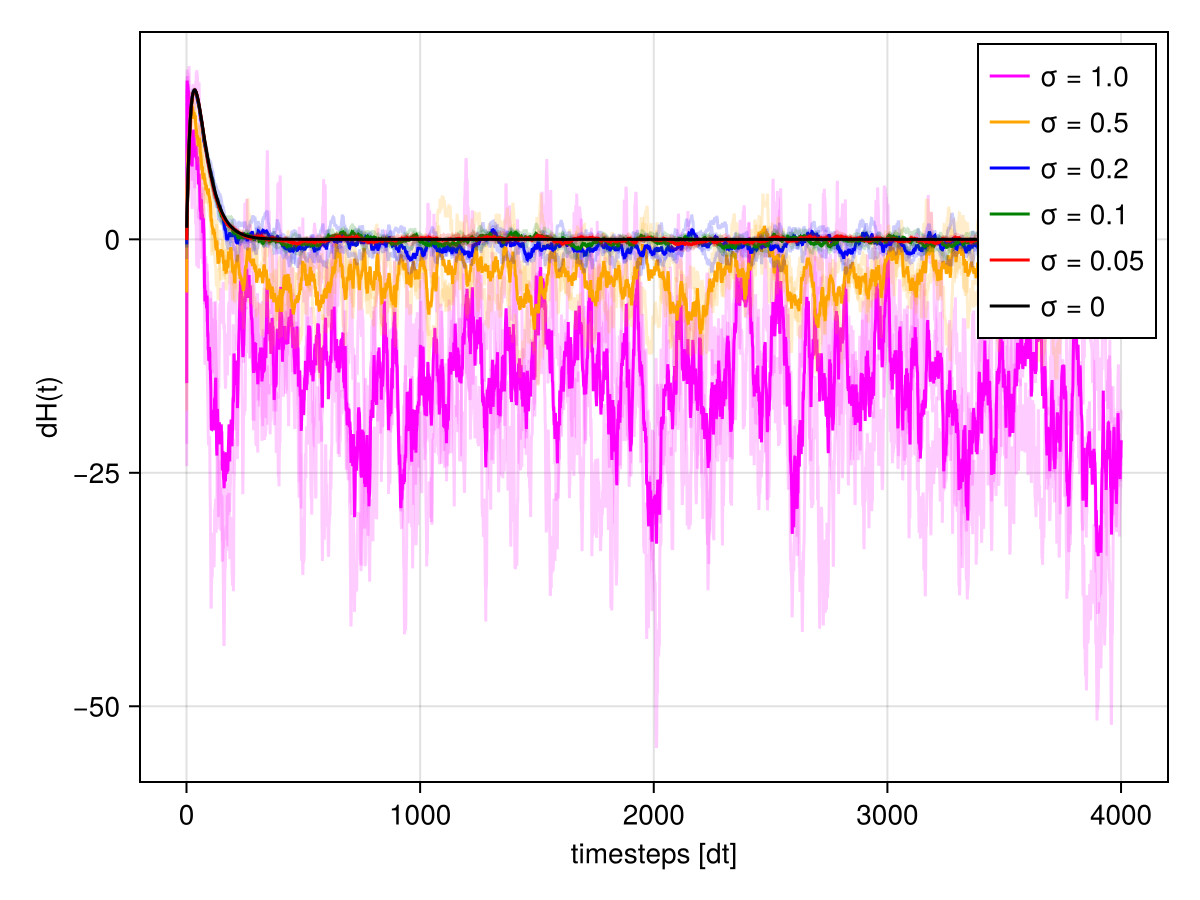 σ = 1.0
σ = 0.5
σ = 0.2
σ = 0.1
σ = 0.05
σ = 0
dH(t)
0
−25
−50
0 1000 2000 3000 4000
timesteps [dt]